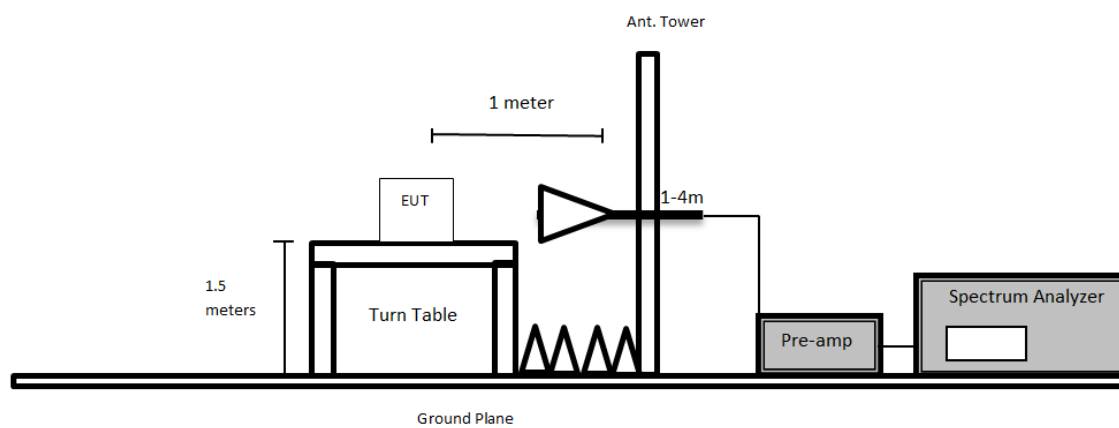 Ant. Tower
1 meter
1-4m
EUT
1.5
meters
Turn Table
Spectrum Analyzer
Pre-amp
Ground Plane